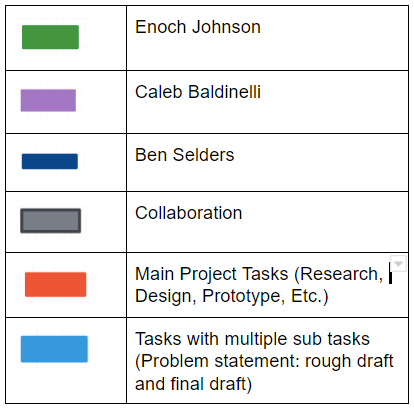 Enoch Johnson
Caleb Baldinelli
Ben Selders
Collaboration
Main Project Tasks (Research,
Design, Prototype, Etc.)
Tasks with multiple sub tasks
(Problem statement: rough draft
and final draft)